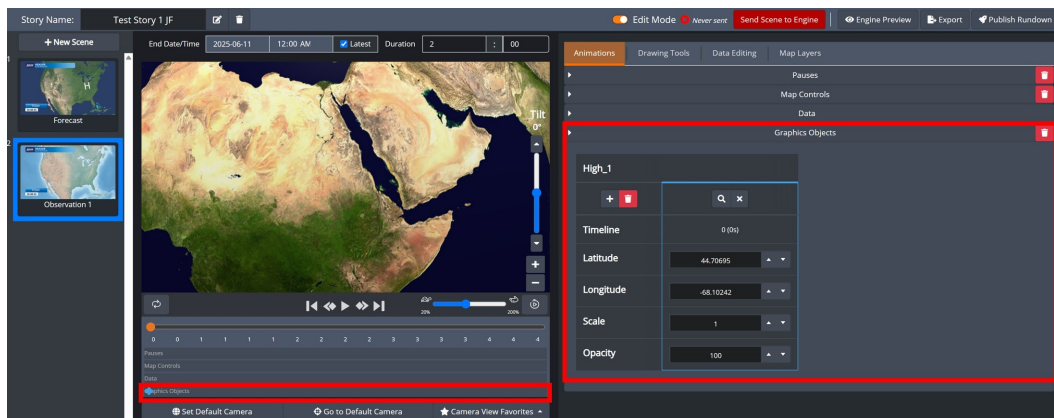 Story Name: Test Story 1 JF Edit Mode Never sent Send Scene to Engine Engine Preview Export Publish Rundown
+ New Scene
End Date/Time 2025-06-11 12:00 AM Latest Duration 2 : 00
Animations Drawing Tools Data Editing Map Layers
Pauses
Map Controls
Data
Graphics Objects
1
H
Forecast
2
Observation 1
Tilt
0°
High_1
Timeline 0 (0s)
Latitude 44.70695
Longitude -68.10242
Scale 1
Opacity 100
20% 200%
0 0 1 1 1 1 2 2 2 2 3 3 3 3 4 4 4
Pauses
Map Controls
Data
Graphics Objects
Set Default Camera Go to Default Camera Camera View Favorites